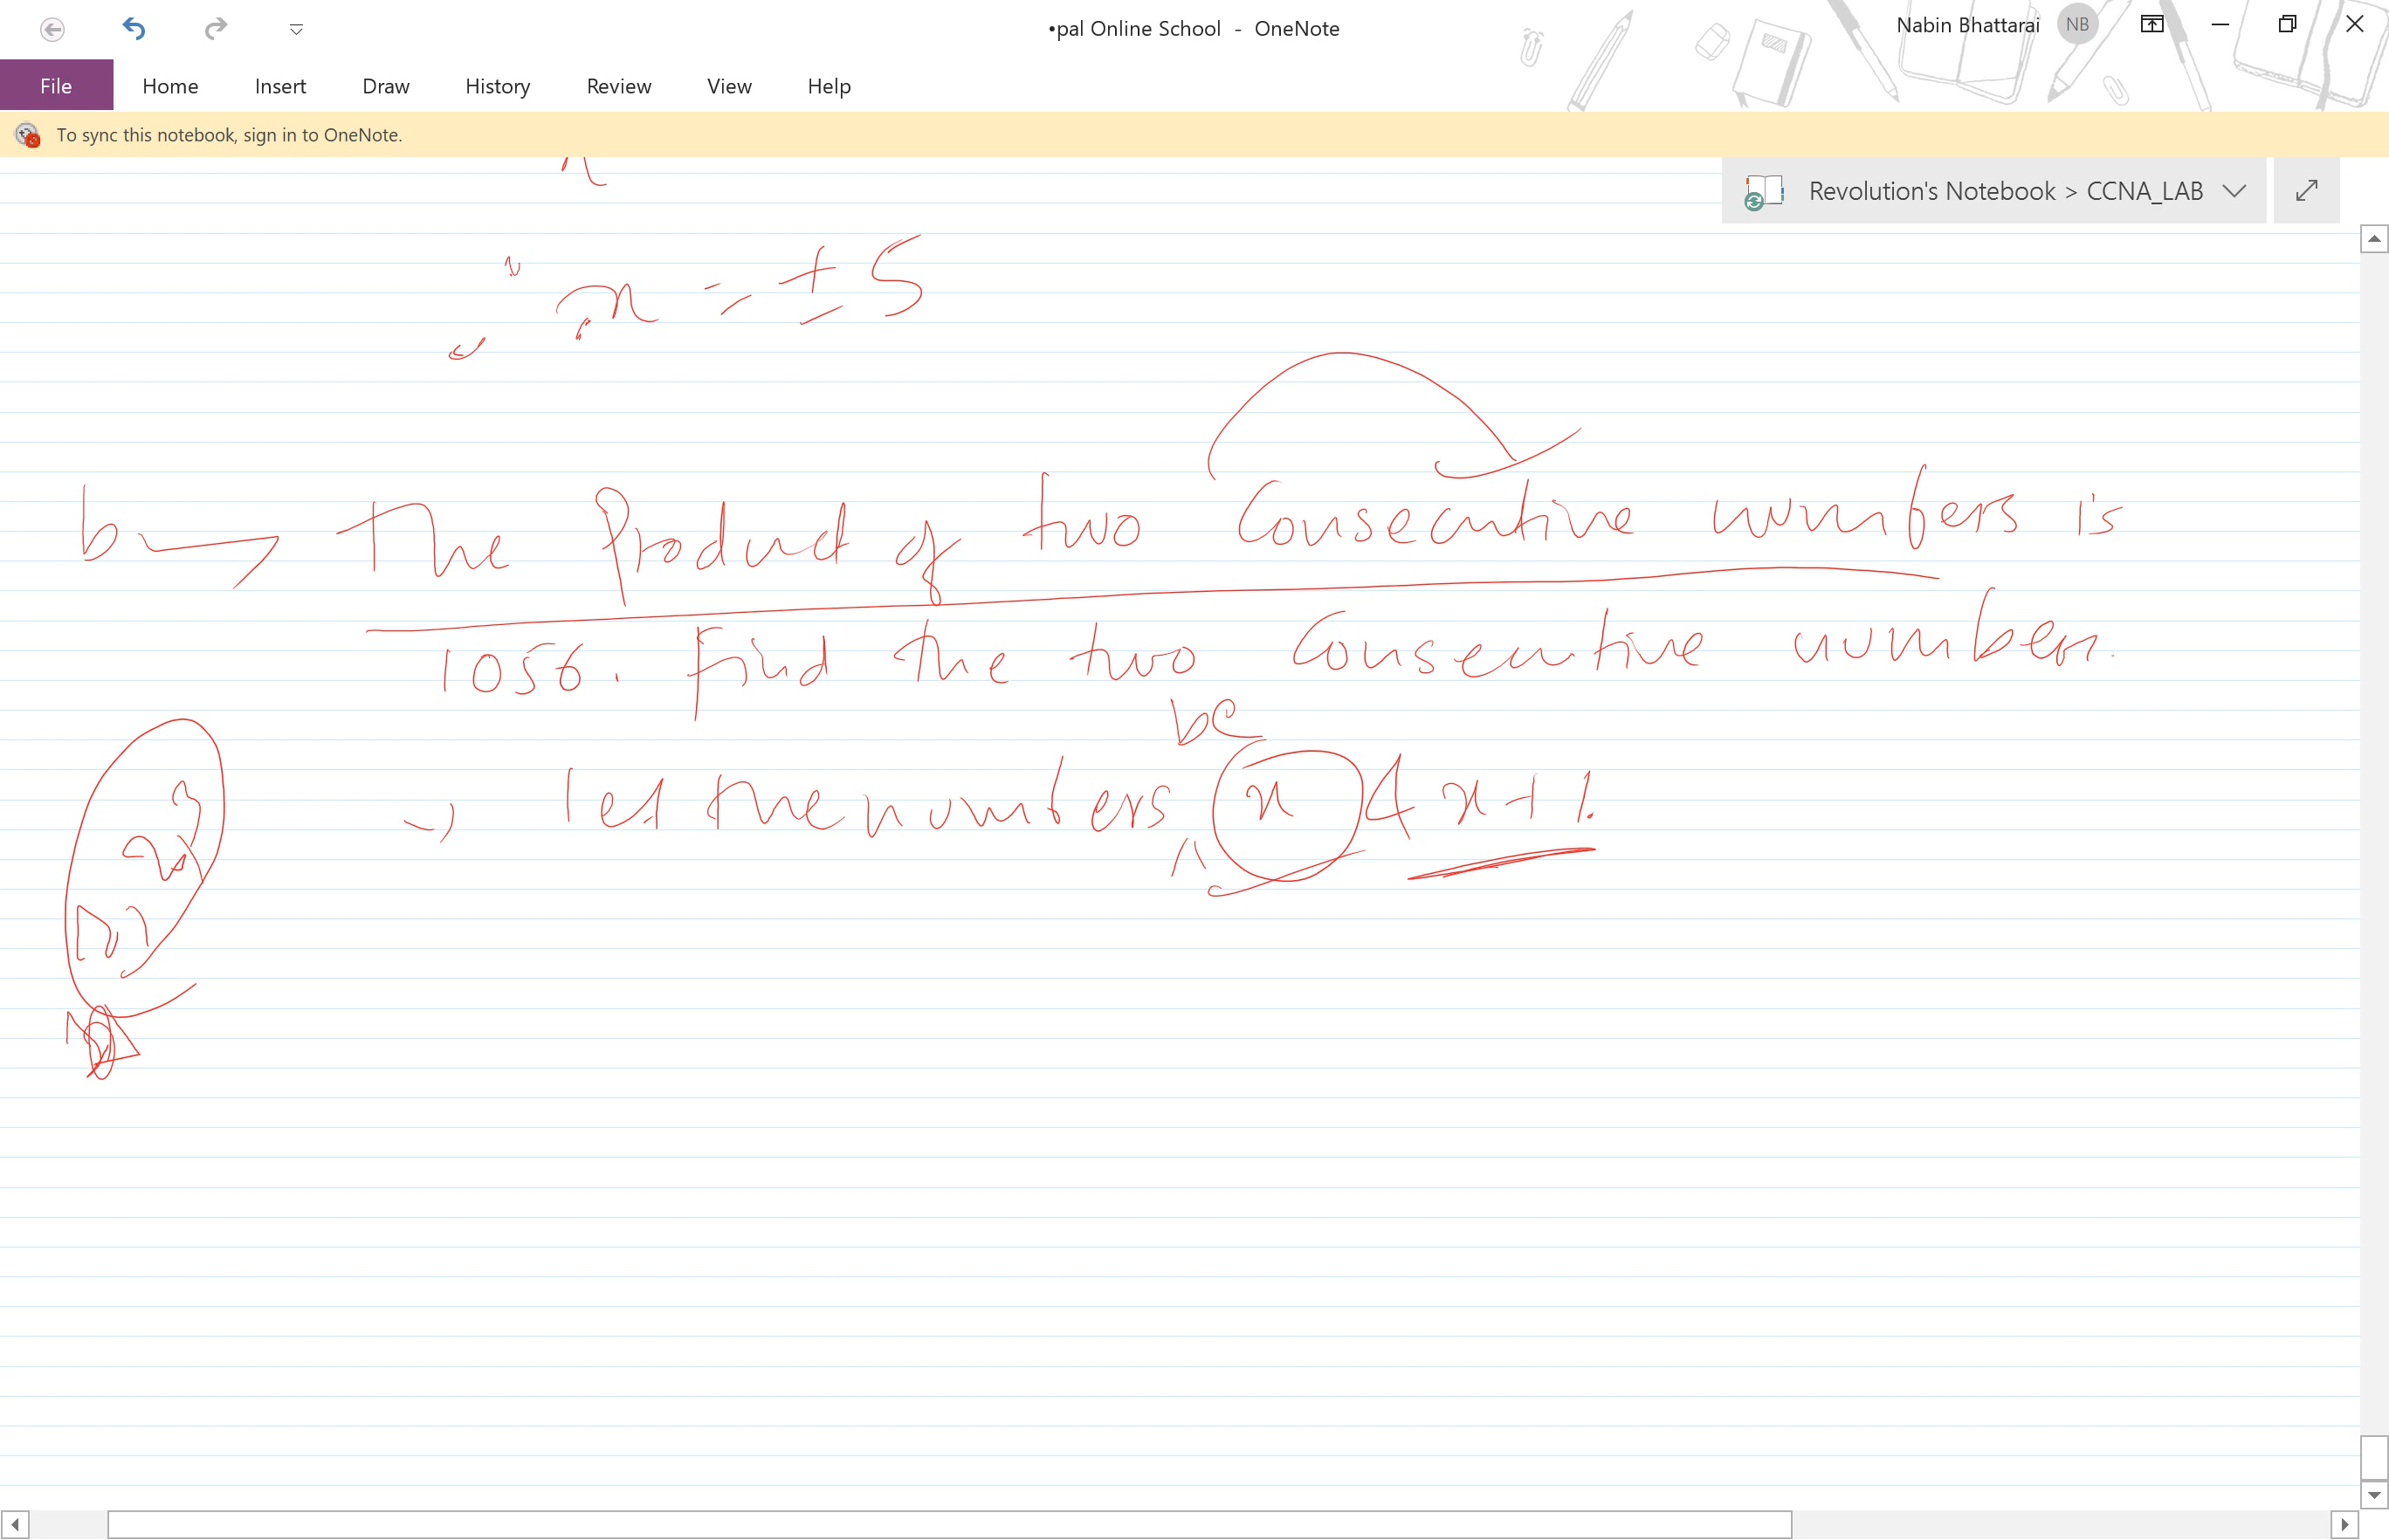 •pal Online School - OneNote
Nabin Bhattarai NB
File Home Insert Draw History Review View Help
To sync this notebook, sign in to OneNote.
Revolution's Notebook > CCNA_LAB
x = ± 5
b → The Product of two Consecutive numbers is
1056. Find the two Consecutive number.
be
let the numbers x & x+1